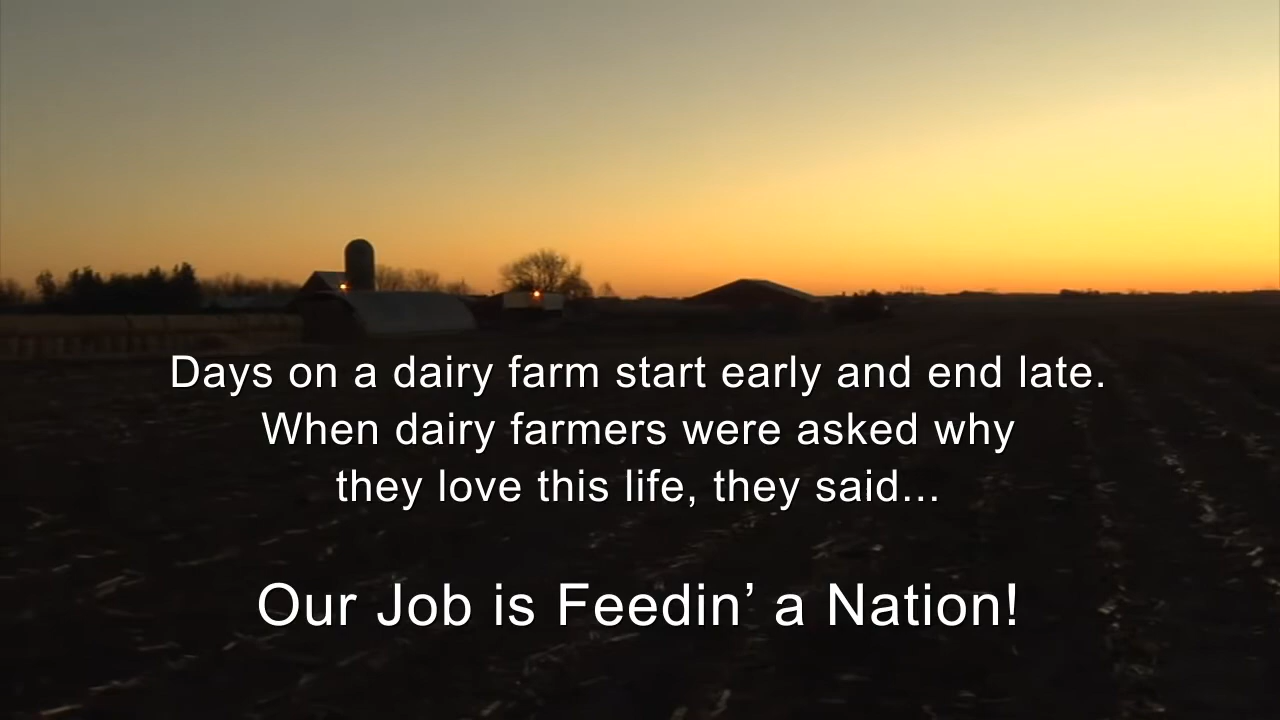 Days on a dairy farm start early and end late.
When dairy farmers were asked why
they love this life, they said...
Our Job is Feedin’ a Nation!